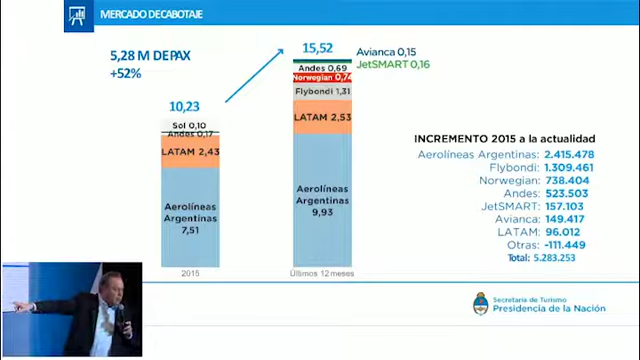 MERCADO DECABOTAJE
5,28 M DE PAX
+52%
10,23
Sol 0,10
Andes 0,17
LATAM 2,43
Aerolíneas
Argentinas
7,51
2015
15,52
Avianca 0,15
JetSMART 0,16
Andes 0,69
Norwegian 0,74
Flybondi 1,31
LATAM 2,53
Aerolíneas
Argentinas
9,93
Últimos 12 meses
INCREMENTO 2015 a la actualidad
Aerolíneas Argentinas: 2.415.478
Flybondi: 1.309.461
Norwegian: 738.404
Andes: 523.503
JetSMART: 157.103
Avianca: 149.417
LATAM: 96.012
Otras: -111.449
Total: 5.283.253
Secretaría de Turismo
Presidencia de la Nación